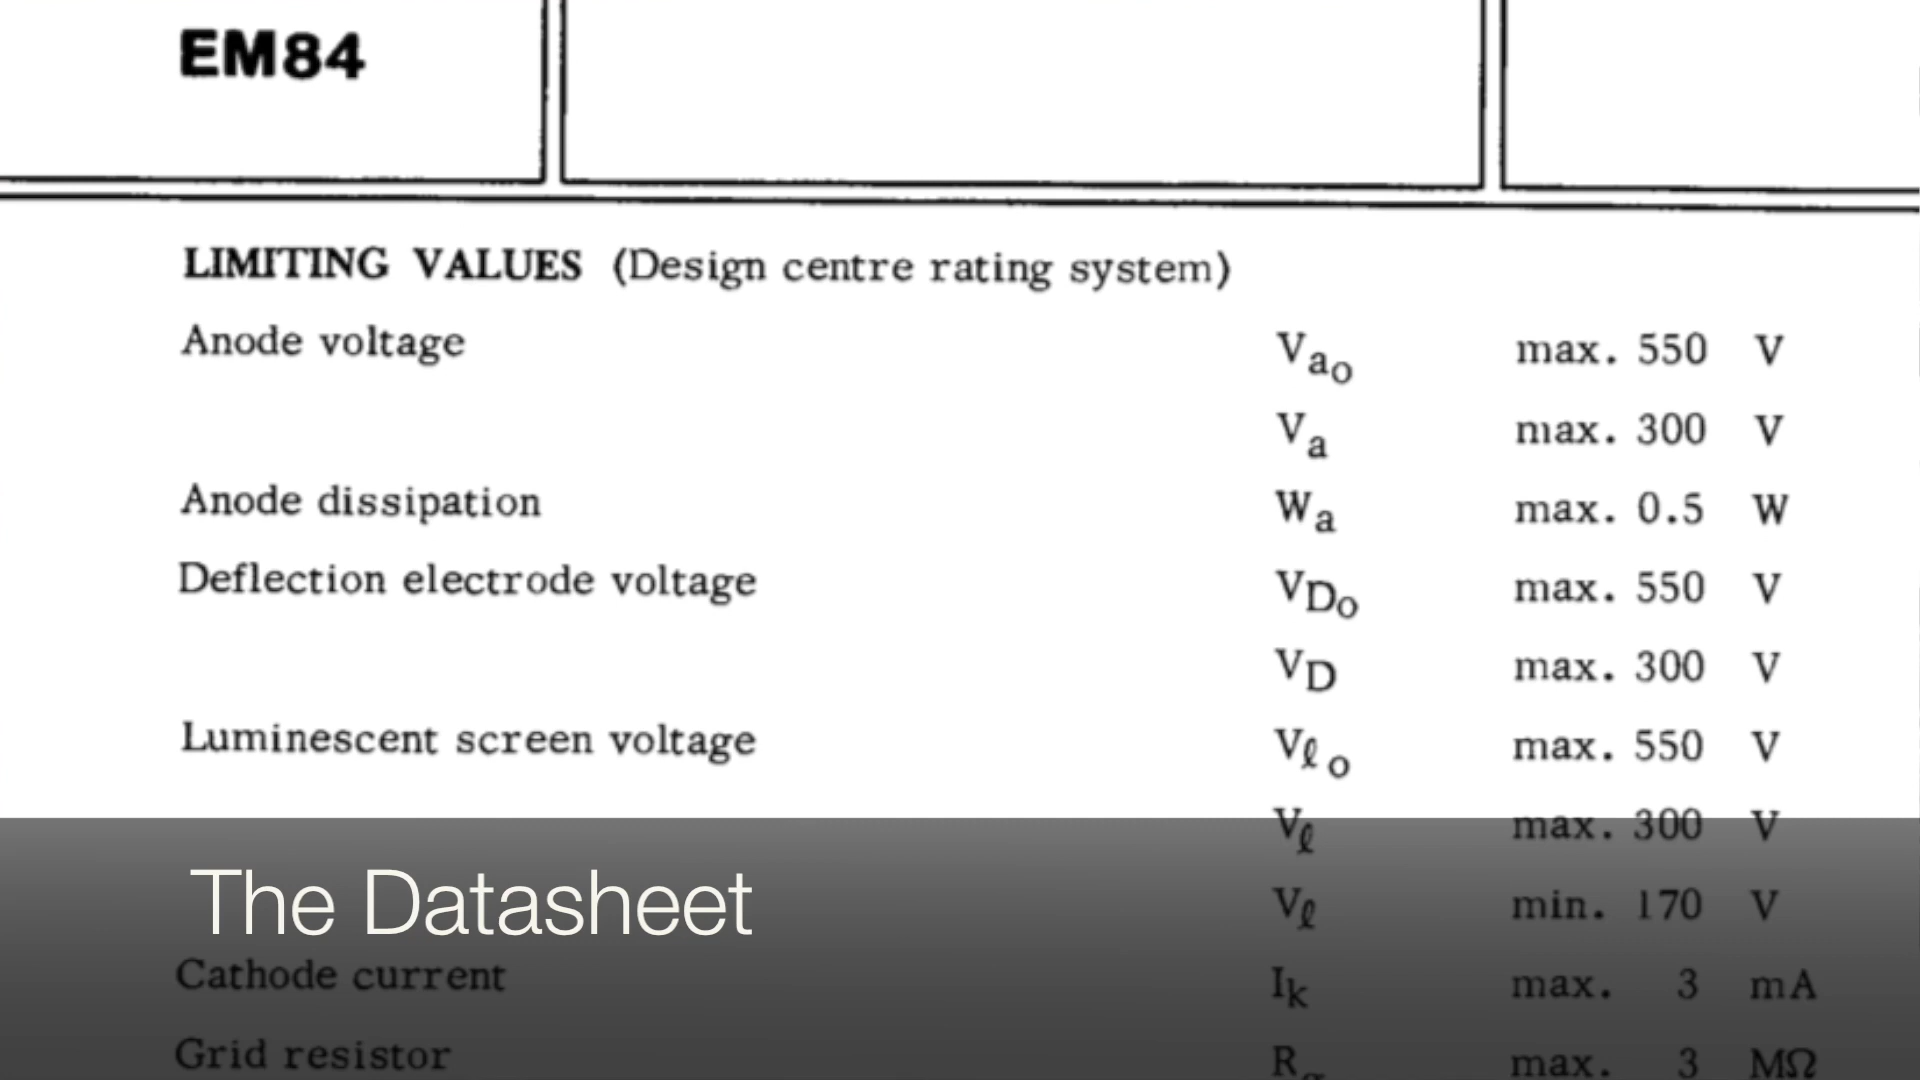 EM84
LIMITING VALUES (Design centre rating system)
Anode voltage Vao max. 550 V
Va max. 300 V
Anode dissipation Wa max. 0.5 W
Deflection electrode voltage VDo max. 550 V
VD max. 300 V
Luminescent screen voltage Vℓo max. 550 V
Vℓ max. 300 V
The Datasheet
Vℓ min. 170 V
Cathode current Ik max. 3 mA
Grid resistor Rg max. 3 MΩ